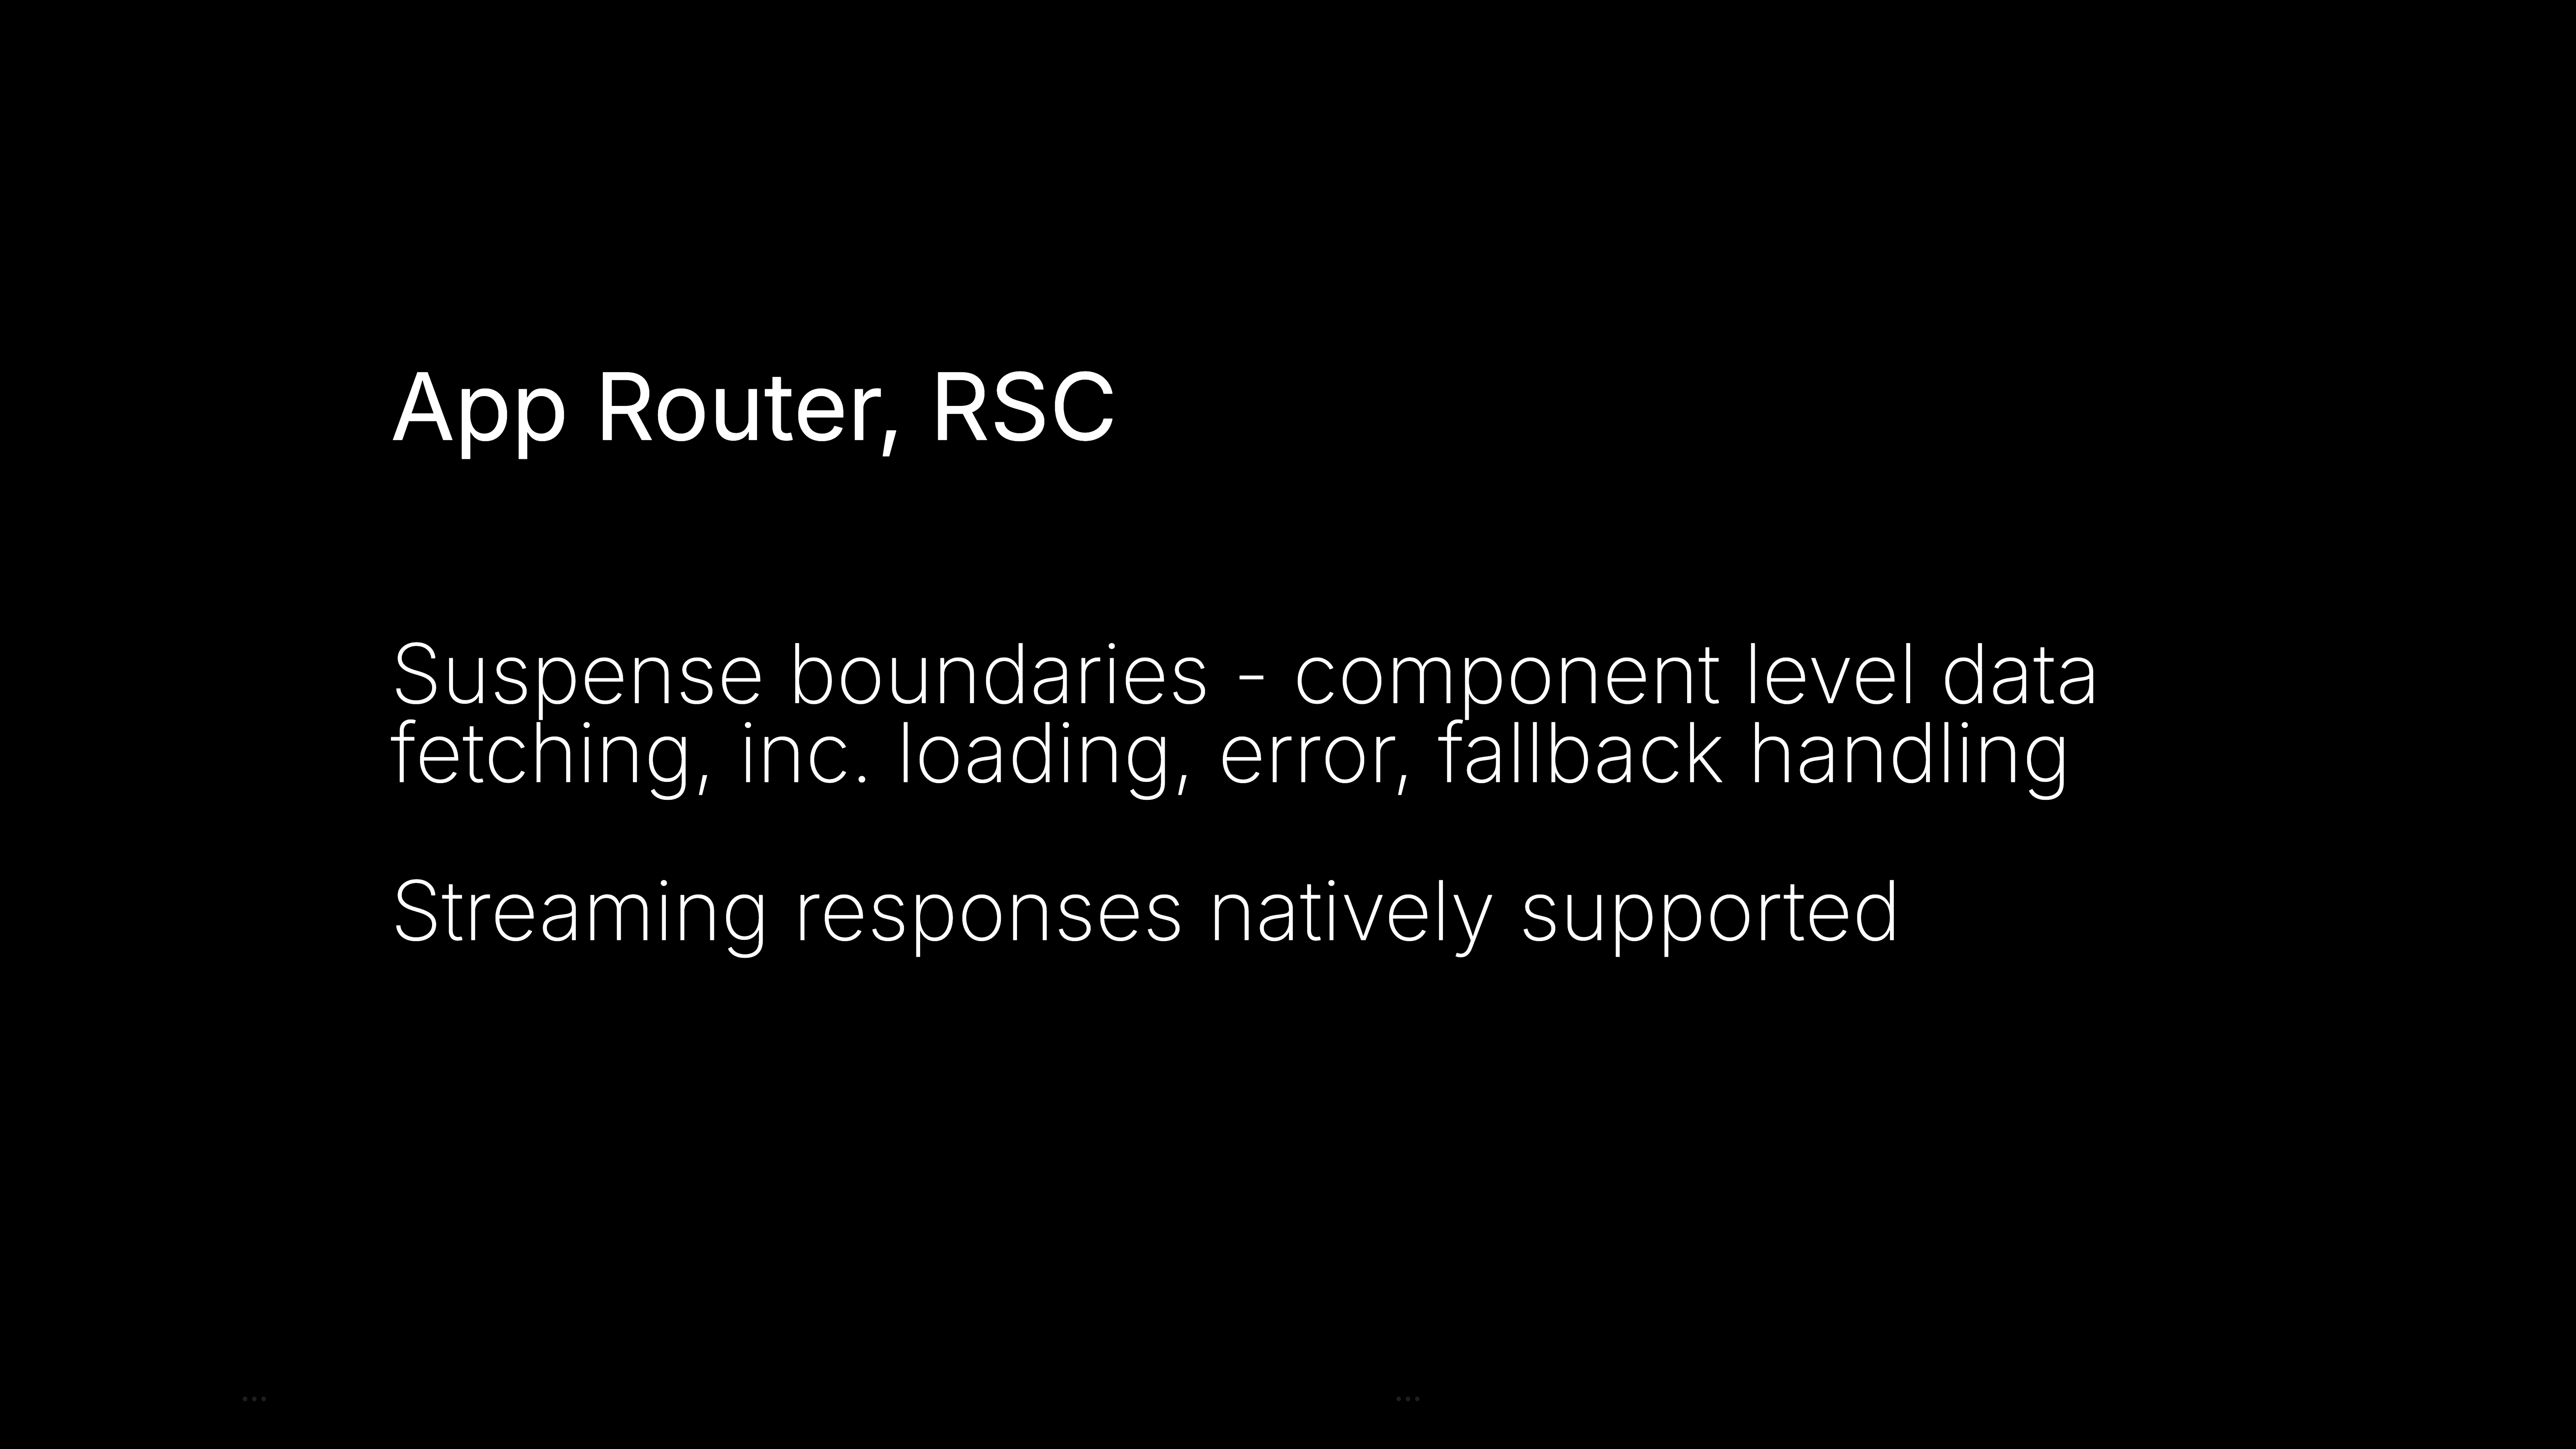 App Router, RSC
Suspense boundaries - component level data
fetching, inc. loading, error, fallback handling
Streaming responses natively supported
...
...